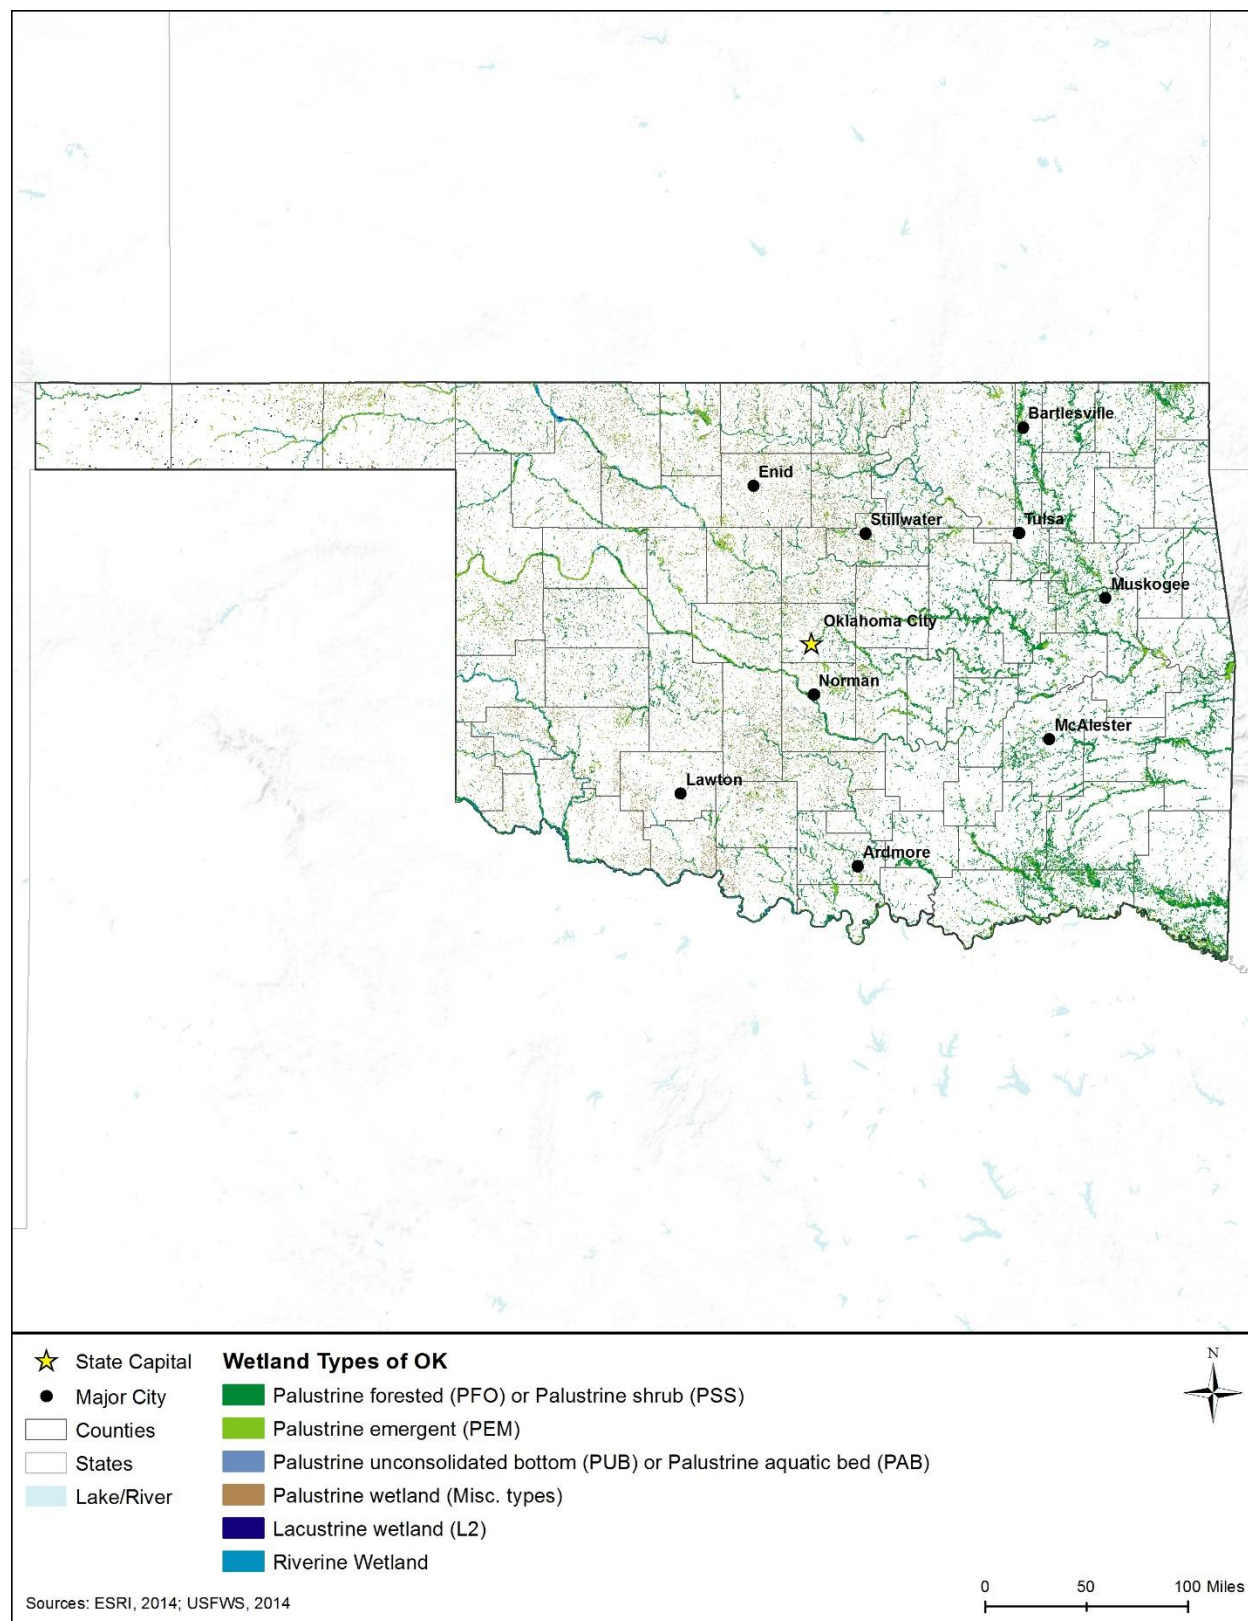 Bartlesville
Enid
Stillwater
Tulsa
Muskogee
Oklahoma City
Norman
McAlester
Lawton
Ardmore
State Capital
Major City
Counties
States
Lake/River
Wetland Types of OK
Palustrine forested (PFO) or Palustrine shrub (PSS)
Palustrine emergent (PEM)
Palustrine unconsolidated bottom (PUB) or Palustrine aquatic bed (PAB)
Palustrine wetland (Misc. types)
Lacustrine wetland (L2)
Riverine Wetland
N
0 50 100 Miles
Sources: ESRI, 2014; USFWS, 2014